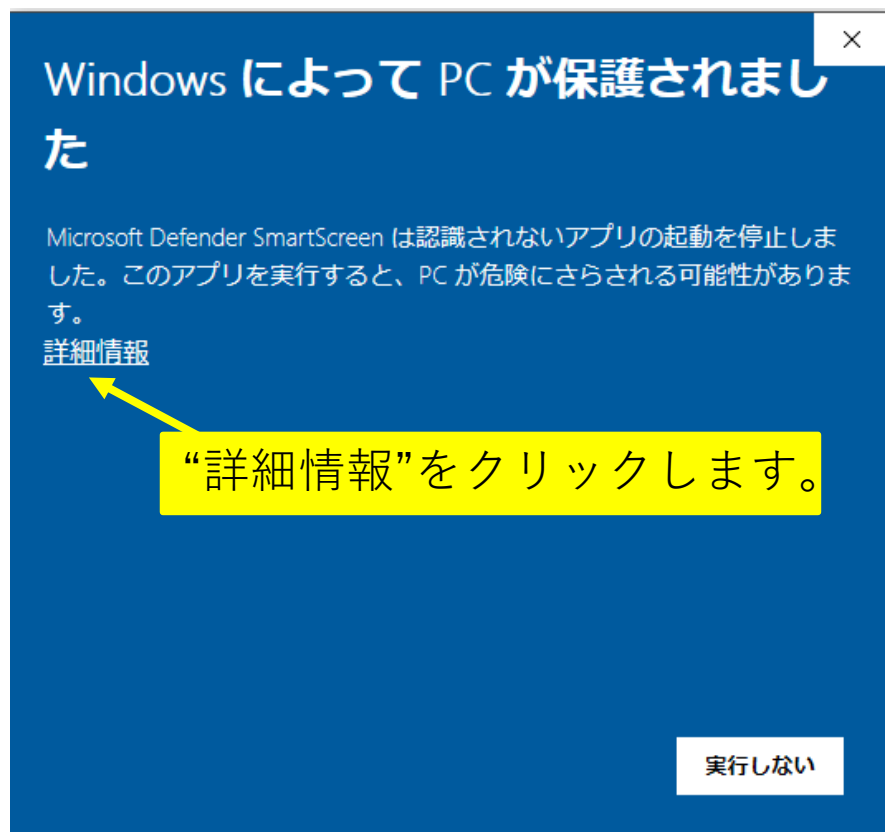 Windows によって PC が保護されまし
た
Microsoft Defender SmartScreen は認識されないアプリの起動を停止しま
した。このアプリを実行すると、PC が危険にさらされる可能性がありま
す。
詳細情報
“詳細情報”をクリックします。
実行しない